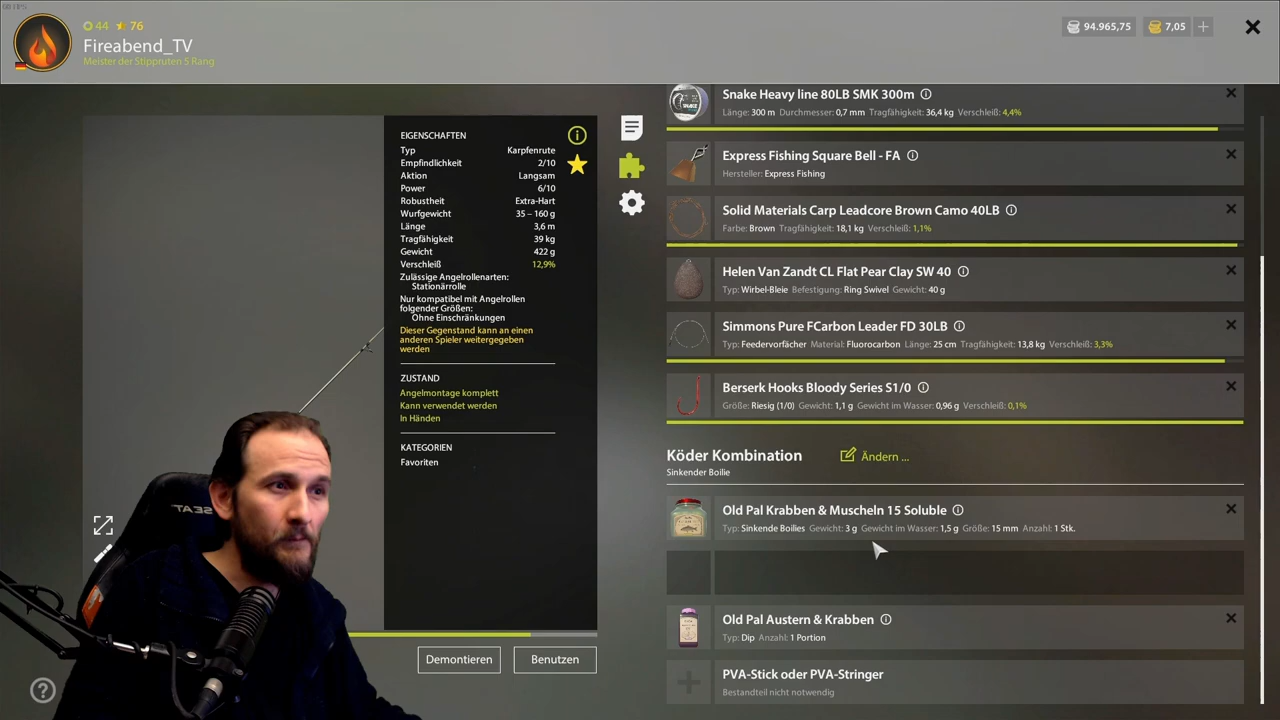 44 76
94.965,75
7,05
Fireabend_TV
Meister der Stippruten 5 Rang
EIGENSCHAFTEN
Typ Karpfenrute
Empfindlichkeit 2/10
Aktion Langsam
Power 6/10
Robustheit Extra-Hart
Wurfgewicht 35 – 160 g
Länge 3,6 m
Tragfähigkeit 39 kg
Gewicht 422 g
Verschleiß 12,9%
Zulässige Angelrollenarten:
Stationärrolle
Nur kompatibel mit Angelrollen
folgender Größen:
Ohne Einschränkungen
Dieser Gegenstand kann an einen
anderen Spieler weitergegeben
werden
ZUSTAND
Angelmontage komplett
Kann verwendet werden
In Händen
KATEGORIEN
Favoriten
Demontieren
Benutzen
Snake Heavy line 80LB SMK 300m
Länge: 300 m Durchmesser: 0,7 mm Tragfähigkeit: 36,4 kg Verschleiß: 4,4%
Express Fishing Square Bell - FA
Hersteller: Express Fishing
Solid Materials Carp Leadcore Brown Camo 40LB
Farbe: Brown Tragfähigkeit: 18,1 kg Verschleiß: 1,1%
Helen Van Zandt CL Flat Pear Clay SW 40
Typ: Wirbel-Bleie Befestigung: Ring Swivel Gewicht: 40 g
Simmons Pure FCarbon Leader FD 30LB
Typ: Feedervorfächer Material: Fluorocarbon Länge: 25 cm Tragfähigkeit: 13,8 kg Verschleiß: 3,3%
Berserk Hooks Bloody Series S1/0
Größe: Riesig (1/0) Gewicht: 1,1 g Gewicht im Wasser: 0,96 g Verschleiß: 0,1%
Köder Kombination
Ändern ...
Sinkender Boilie
Old Pal Krabben & Muscheln 15 Soluble
Typ: Sinkende Boilies Gewicht: 3 g Gewicht im Wasser: 1,5 g Größe: 15 mm Anzahl: 1 Stk.
Old Pal Austern & Krabben
Typ: Dip Anzahl: 1 Portion
PVA-Stick oder PVA-Stringer
Bestandteil nicht notwendig